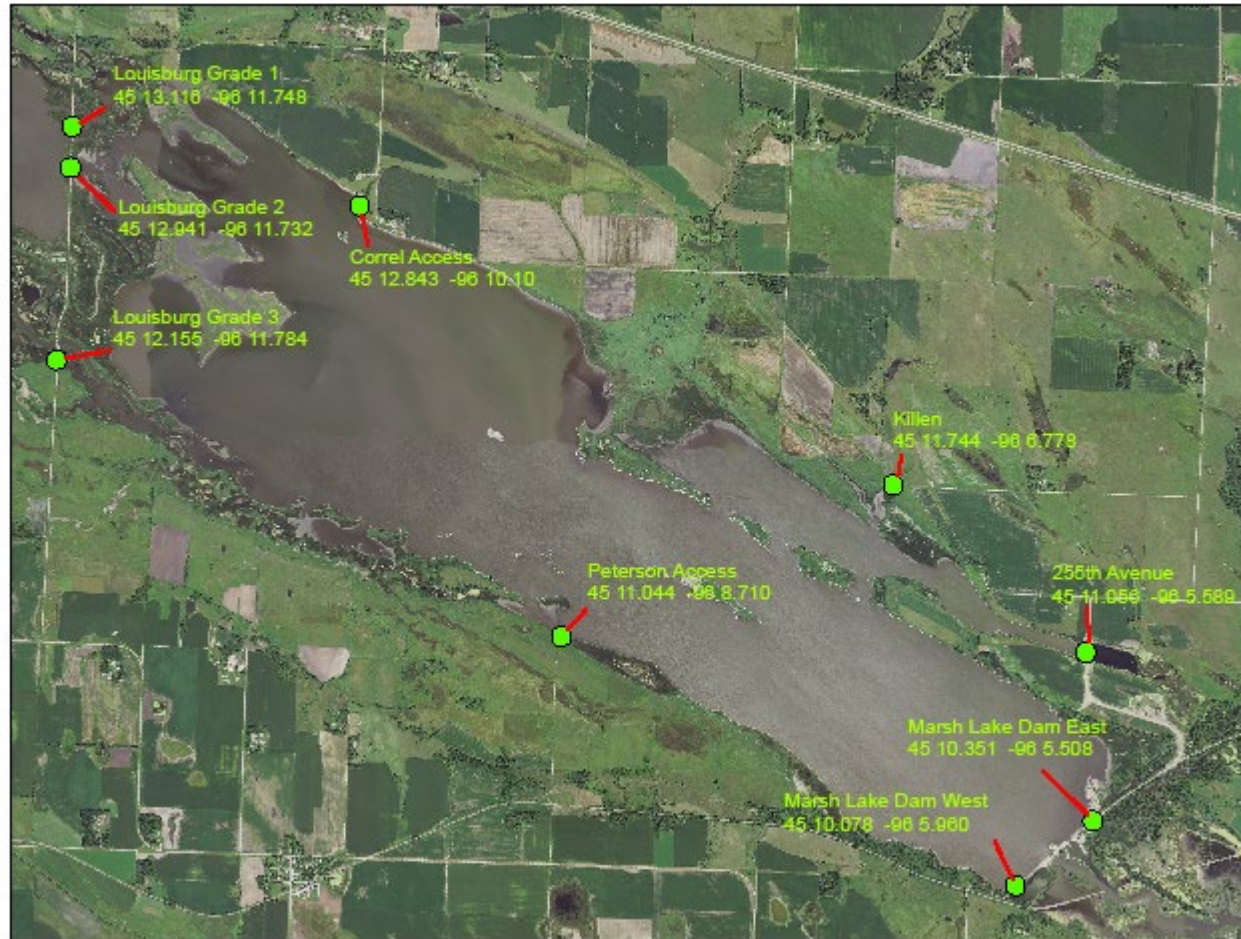 Louisburg Grade 1
45 13.116 -96 11.748
Louisburg Grade 2
45 12.941 -96 11.732
Correl Access
45 12.843 -96 10.10
Louisburg Grade 3
45 12.155 -96 11.784
Killen
45 11.744 -96 6.778
Peterson Access
45 11.044 -96 8.710
255th Avenue
45 11.056 -96 5.589
Marsh Lake Dam East
45 10.351 -96 5.508
Marsh Lake Dam West
45 10.078 -96 5.960